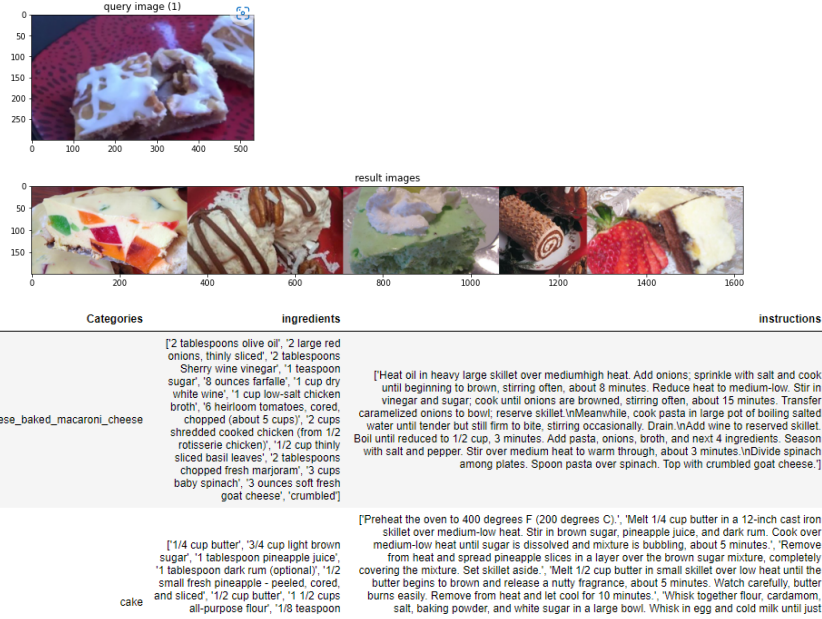 query image (1)
0
50
100
150
200
250
0 100 200 300 400 500
result images
0
50
100
150
0 200 400 600 800 1000 1200 1400 1600
Categories ingredients instructions
ese_baked_macaroni_cheese
['2 tablespoons olive oil', '2 large red
onions, thinly sliced', '2 tablespoons
Sherry wine vinegar', '1 teaspoon
sugar', '8 ounces farfalle', '1 cup dry
white wine', '1 cup low-salt chicken
broth', '6 heirloom tomatoes, cored,
chopped (about 5 cups)', '2 cups
shredded cooked chicken (from 1/2
rotisserie chicken)', '1/2 cup thinly
sliced basil leaves', '2 tablespoons
chopped fresh marjoram', '3 cups
baby spinach', '3 ounces soft fresh
goat cheese', 'crumbled']
['Heat oil in heavy large skillet over mediumhigh heat. Add onions; sprinkle with salt and cook
until beginning to brown, stirring often, about 8 minutes. Reduce heat to medium-low. Stir in
vinegar and sugar; cook until onions are browned, stirring often, about 15 minutes. Transfer
caramelized onions to bowl; reserve skillet.\nMeanwhile, cook pasta in large pot of boiling salted
water until tender but still firm to bite, stirring occasionally. Drain.\nAdd wine to reserved skillet.
Boil until reduced to 1/2 cup, 3 minutes. Add pasta, onions, broth, and next 4 ingredients. Season
with salt and pepper. Stir over medium heat to warm through, about 3 minutes.\nDivide spinach
among plates. Spoon pasta over spinach. Top with crumbled goat cheese.']
cake
['1/4 cup butter', '3/4 cup light brown
sugar', '1 tablespoon pineapple juice',
'1 tablespoon dark rum (optional)', '1/2
small fresh pineapple - peeled, cored,
and sliced', '1/2 cup butter', '1 1/2 cups
all-purpose flour', '1/8 teaspoon
['Preheat the oven to 400 degrees F (200 degrees C).', 'Melt 1/4 cup butter in a 12-inch cast iron
skillet over medium-low heat. Stir in brown sugar, pineapple juice, and dark rum. Cook over
medium-low heat until sugar is dissolved and mixture is bubbling, about 5 minutes.', 'Remove
from heat and spread pineapple slices in a layer over the brown sugar mixture, completely
covering the mixture. Set skillet aside.', 'Melt 1/2 cup butter in small skillet over low heat until the
butter begins to brown and release a nutty fragrance, about 5 minutes. Watch carefully, butter
burns easily. Remove from heat and let cool for 10 minutes.', 'Whisk together flour, cardamom,
salt, baking powder, and white sugar in a large bowl. Whisk in egg and cold milk until just